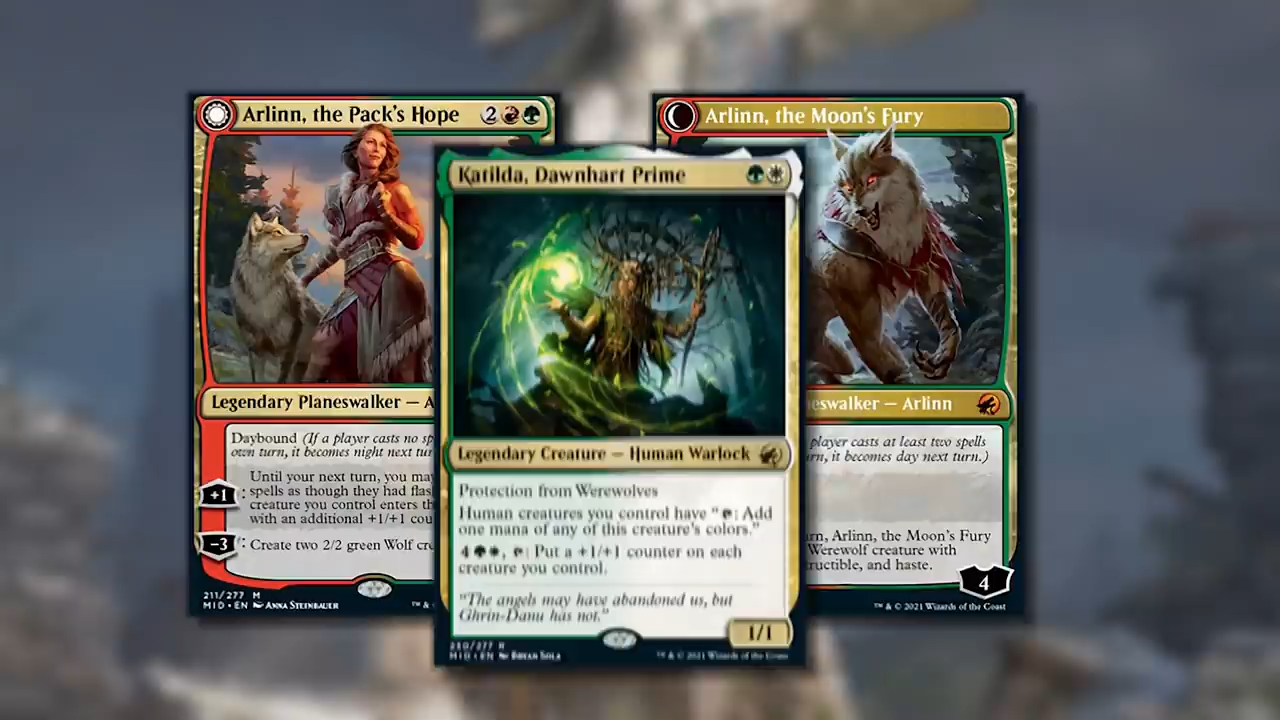 Arlinn, the Pack's Hope 2
Legendary Planeswalker — A
Daybound (If a player casts no sp
own turn, it becomes night next tur
+1: Until your next turn, you may
spells as though they had flas
creature you control enters th
with an additional +1/+1 cou
−3: Create two 2/2 green Wolf cr
211/277 M
MID • EN Anna Steinbauer
™ &
Katilda, Dawnhart Prime
Legendary Creature — Human Warlock
Protection from Werewolves
Human creatures you control have “: Add
one mana of any of this creature's colors.”
4, : Put a +1/+1 counter on each
creature you control.
“The angels may have abandoned us, but
Ghrin-Danu has not.”
1/1
/277 R
MID • EN Bryan Sola
™ & © 2021 Wizards of the Coast
Arlinn, the Moon's Fury
eswalker — Arlinn
player casts at least two spells
rn, it becomes day next turn.)
urn, Arlinn, the Moon's Fury
Werewolf creature with
ructible, and haste.
4
™ & © 2021 Wizards of the Coast